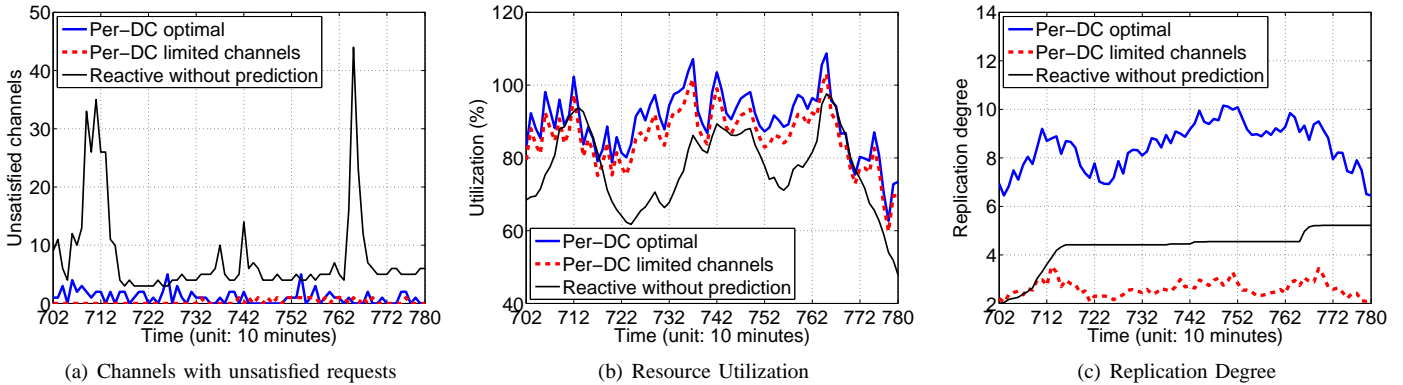 50
40
30
20
10
0
Unsatisfied channels
Per−DC optimal
Per−DC limited channels
Reactive without prediction
702 712 722 732 742 752 762 772 780
Time (unit: 10 minutes)
(a) Channels with unsatisfied requests
120
100
80
60
40
Utilization (%)
Per−DC optimal
Per−DC limited channels
Reactive without prediction
702 712 722 732 742 752 762 772 780
Time (unit: 10 minutes)
(b) Resource Utilization
14
12
10
8
6
4
2
Replication degree
Per−DC optimal
Per−DC limited channels
Reactive without prediction
702 712 722 732 742 752 762 772 780
Time (unit: 10 minutes)
(c) Replication Degree